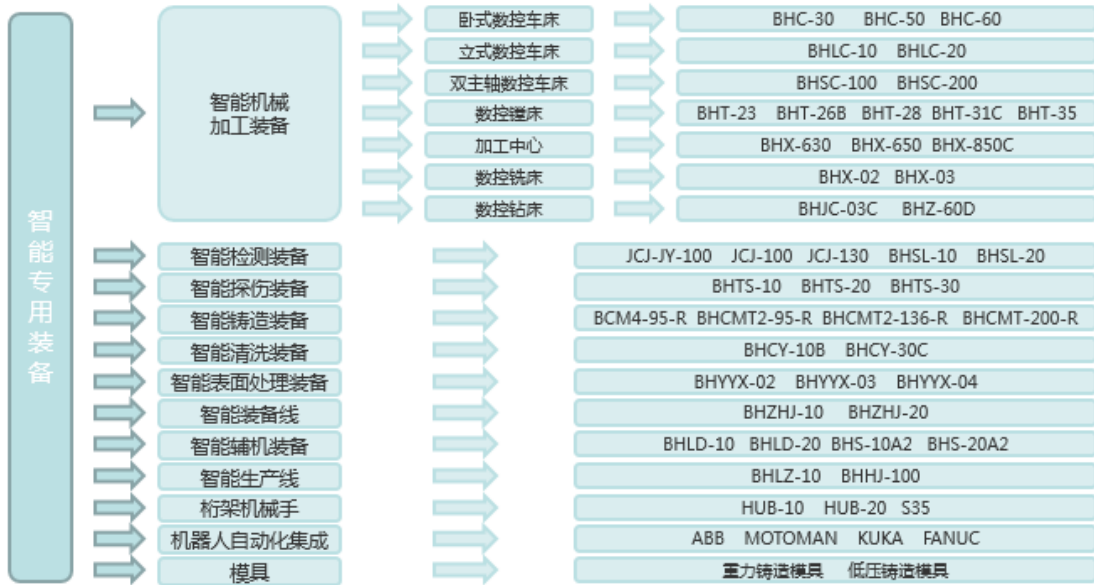 智能专用装备
智能机械
加工装备
卧式数控车床 BHC-30 BHC-50 BHC-60
立式数控车床 BHLC-10 BHLC-20
双主轴数控车床 BHSC-100 BHSC-200
数控镗床 BHT-23 BHT-26B BHT-28 BHT-31C BHT-35
加工中心 BHX-630 BHX-650 BHX-850C
数控铣床 BHX-02 BHX-03
数控钻床 BHJC-03C BHZ-60D
智能检测装备 JCJ-JY-100 JCJ-100 JCJ-130 BHSL-10 BHSL-20
智能探伤装备 BHTS-10 BHTS-20 BHTS-30
智能铸造装备 BCM4-95-R BHCMT2-95-R BHCMT2-136-R BHCMT-200-R
智能清洗装备 BHCY-10B BHCY-30C
智能表面处理装备 BHYYX-02 BHYYX-03 BHYYX-04
智能装备线 BHZHJ-10 BHZHJ-20
智能辅机装备 BHLD-10 BHLD-20 BHS-10A2 BHS-20A2
智能生产线 BHLZ-10 BHHJ-100
桁架机械手 HUB-10 HUB-20 S35
机器人自动化集成 ABB MOTOMAN KUKA FANUC
模具 重力铸造模具 低压铸造模具